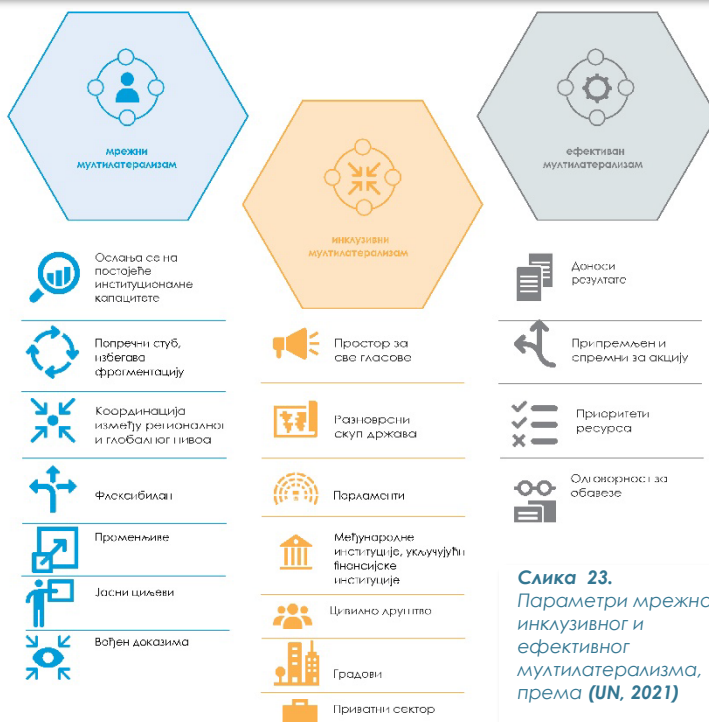 мрежни
мултилатерализам
Ослања се на
постојеће
институционалне
капацитете
Попречни стуб,
избегава
фрогментацију
Координација
између регионалног
и глобалног нивоа
Флексибилан
Променљиве
Јасни циљеви
Вођен доказима
инклузивни
мултилатерализам
Простор за
све гласове
Разноврсни
скуп држава
Парламенти
Међународне
институције, укључујући
финансијске
институције
Цивилно друштво
Градови
Приватни сектор
ефективан
мултилатерализам
Доноси
резултате
Припремљен и
спремни за акцију
Приоритети
ресурса
Одговорност за
обавезе
Слика 23.
Параметри мрежно
инклузивног и
ефективног
мултилатерализма,
према (UN, 2021)